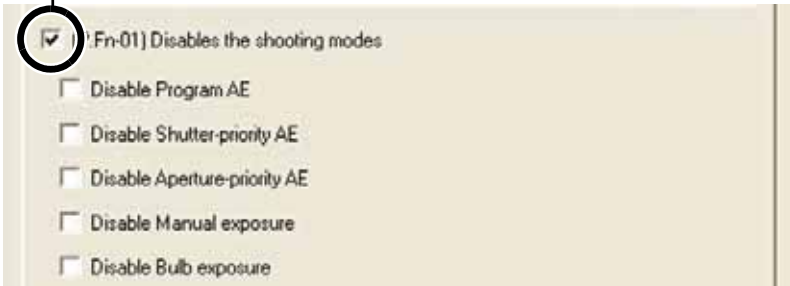 .Fn-01) Disables the shooting modes
Disable Program AE
Disable Shutter-priority AE
Disable Aperture-priority AE
Disable Manual exposure
Disable Bulb exposure